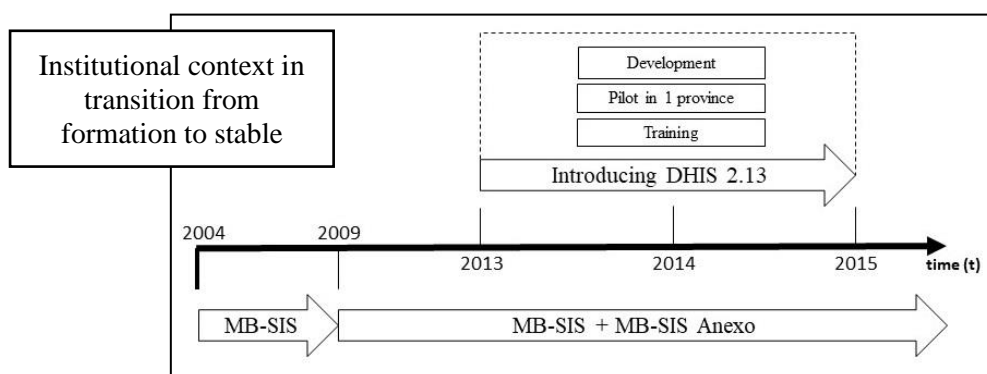 Institutional context in
transition from
formation to stable
Development
Pilot in 1 province
Training
Introducing DHIS 2.13
2004
2009
2013
2014
2015
time (t)
MB-SIS
MB-SIS + MB-SIS Anexo